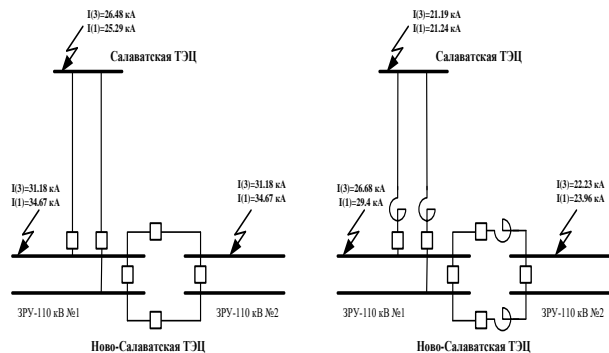 I(3)=26.48 кА
I(1)=25.29 кА
Салаватская ТЭЦ
I(3)=31.18 кА
I(1)=34.67 кА
I(3)=31.18 кА
I(1)=34.67 кА
ЗРУ-110 кВ №1
ЗРУ-110 кВ №2
Ново-Салаватская ТЭЦ
I(3)=21.19 кА
I(1)=21.24 кА
Салаватская ТЭЦ
I(3)=26.68 кА
I(1)=29.4 кА
I(3)=22.23 кА
I(1)=23.96 кА
ЗРУ-110 кВ №1
ЗРУ-110 кВ №2
Ново-Салаватская ТЭЦ